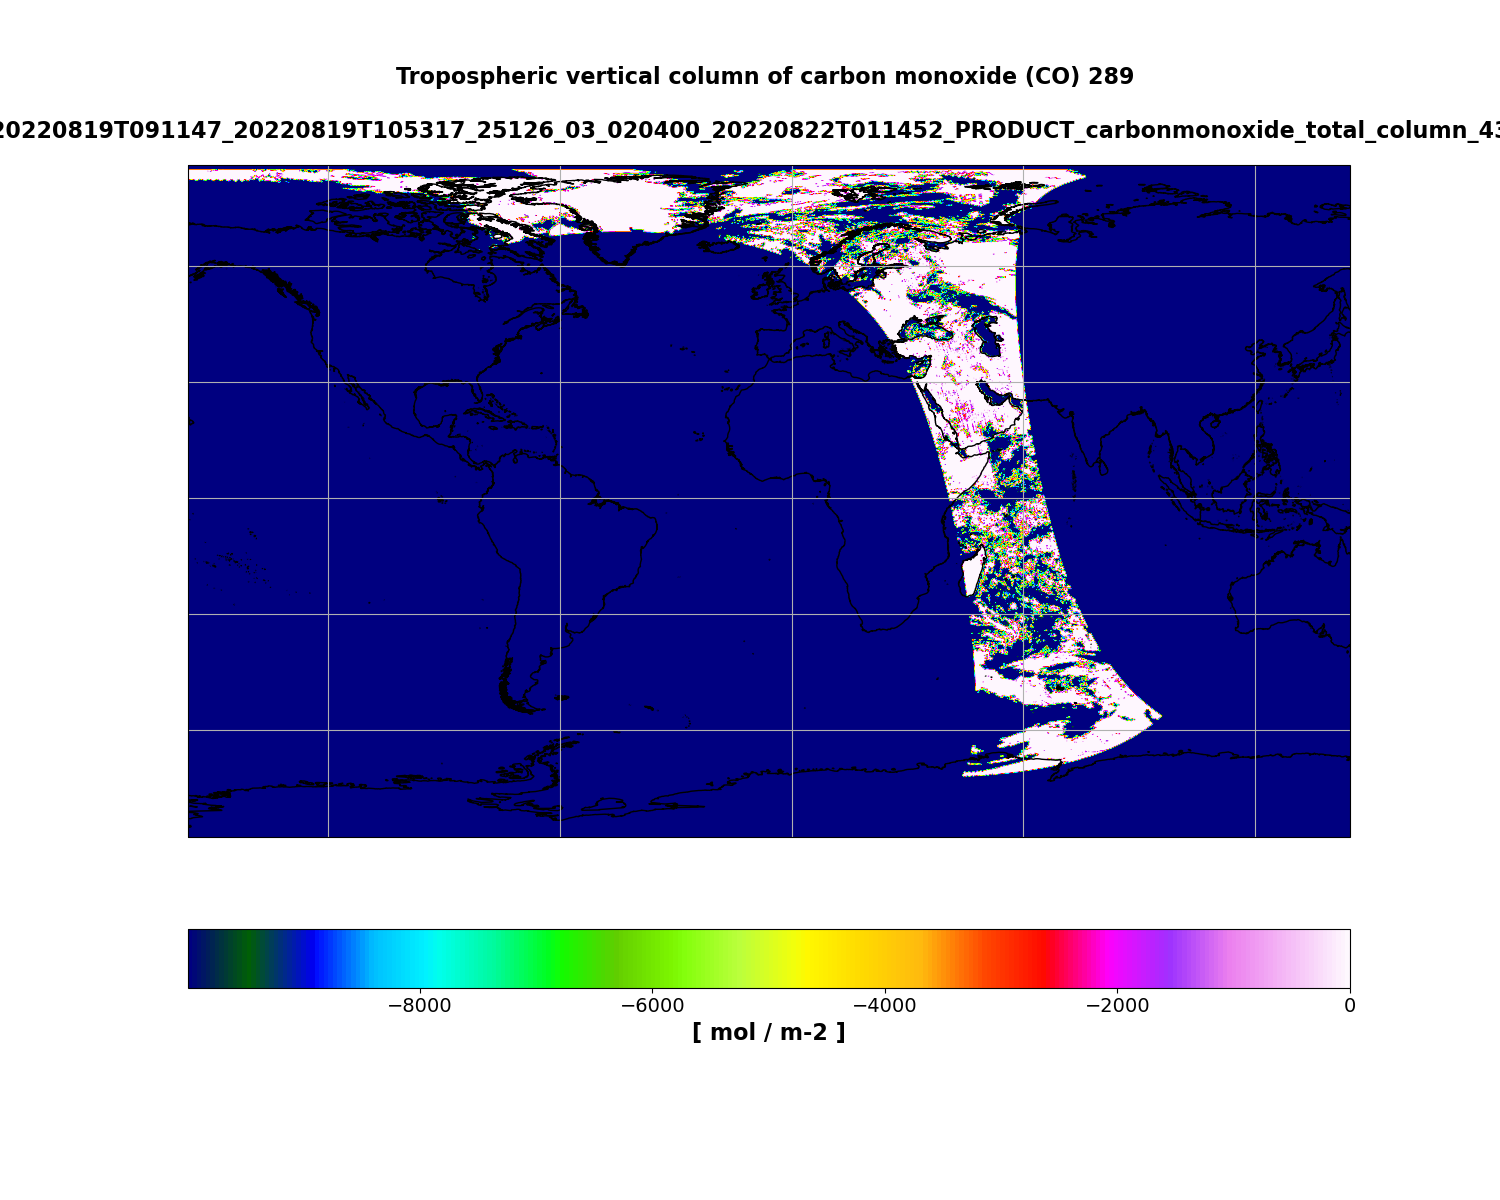 Tropospheric vertical column of carbon monoxide (CO) 289
20220819T091147_20220819T105317_25126_03_020400_20220822T011452_PRODUCT_carbonmonoxide_total_column_43
−8000 −6000 −4000 −2000 0
[ mol / m-2 ]